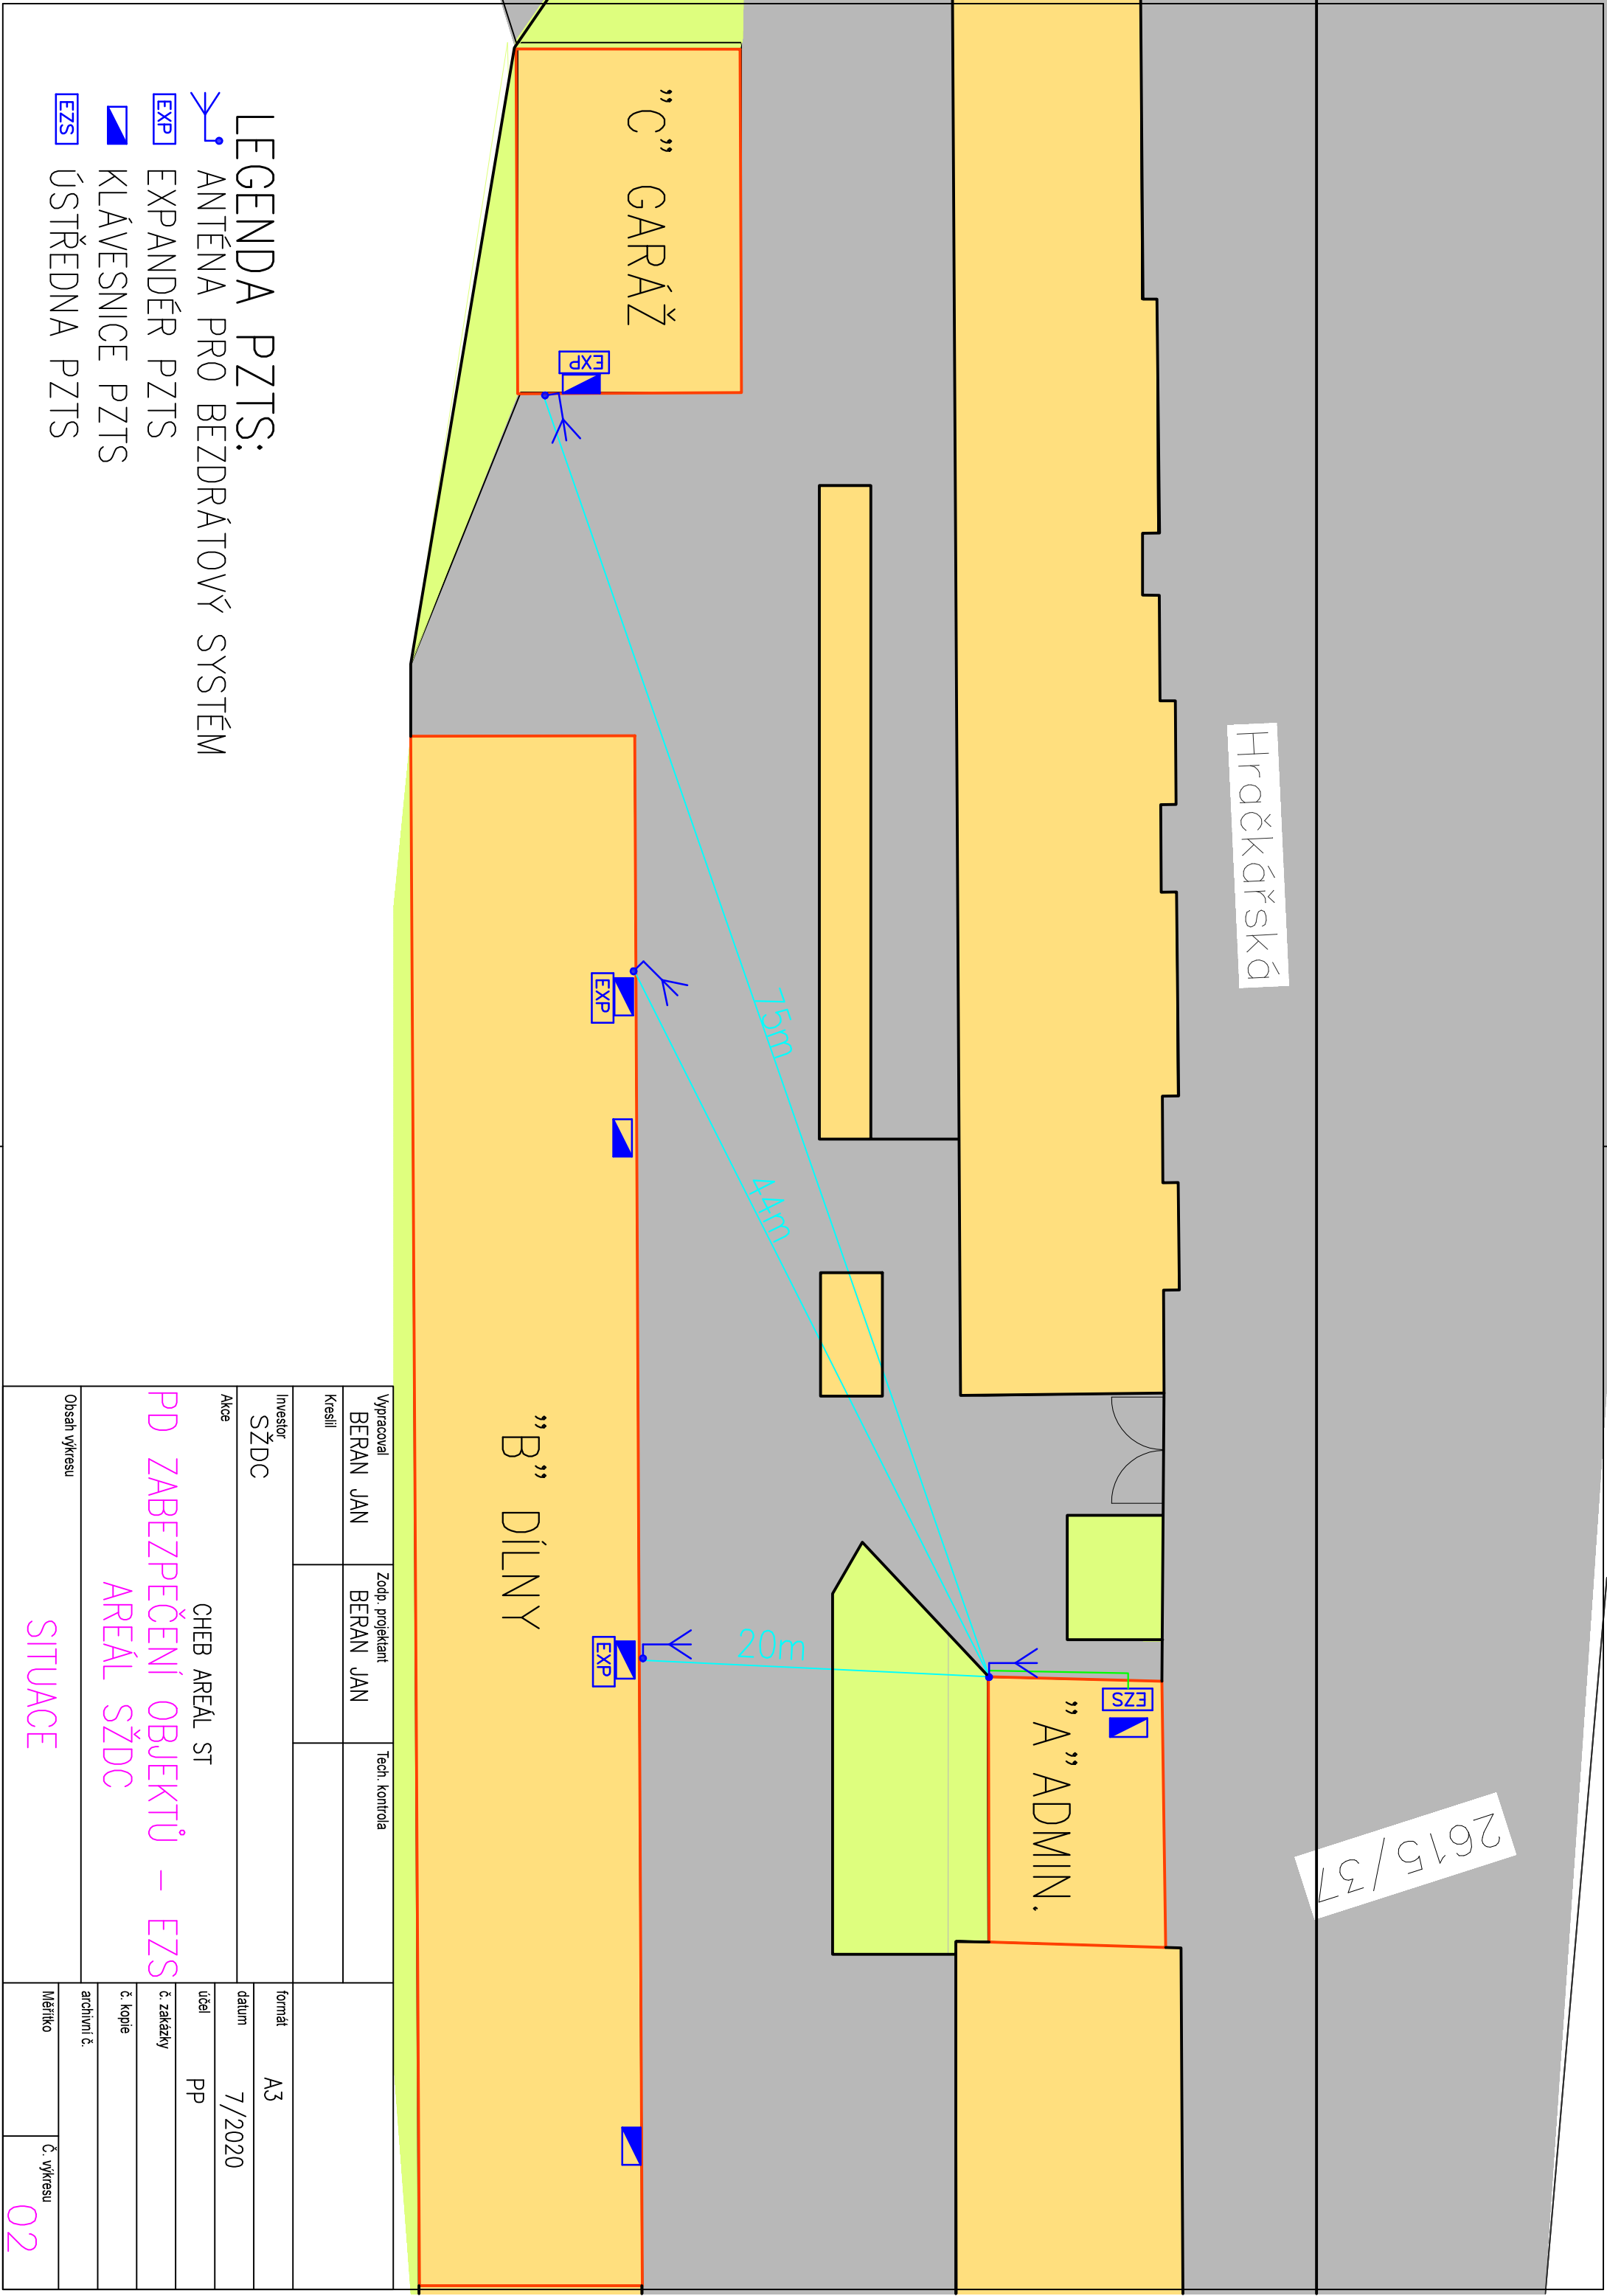 Hračkářská
2615/37
"C" GARÁŽ
EXP
75m
44m
20m
EXP
EXP
EZS
"A" ADMIN.
"B" DÍLNY
LEGENDA PZTS:
ANTÉNA PRO BEZDRÁTOVÝ SYSTÉM
EXP EXPANDÉR PZTS
KLÁVESNICE PZTS
EZS ÚSTŘEDNA PZTS
Vypracoval
BERAN JAN
Zodp. projektant
BERAN JAN
Tech. kontrola
Kreslil
Investor
SŽDC
Akce
CHEB AREÁL ST
PD ZABEZPEČENÍ OBJEKTŮ - EZS
AREÁL SŽDC
Obsah výkresu
SITUACE
formát A3
datum 7/2020
účel PP
č. zakázky
č. kopie
archivní č.
Měřítko
Č. výkresu
02